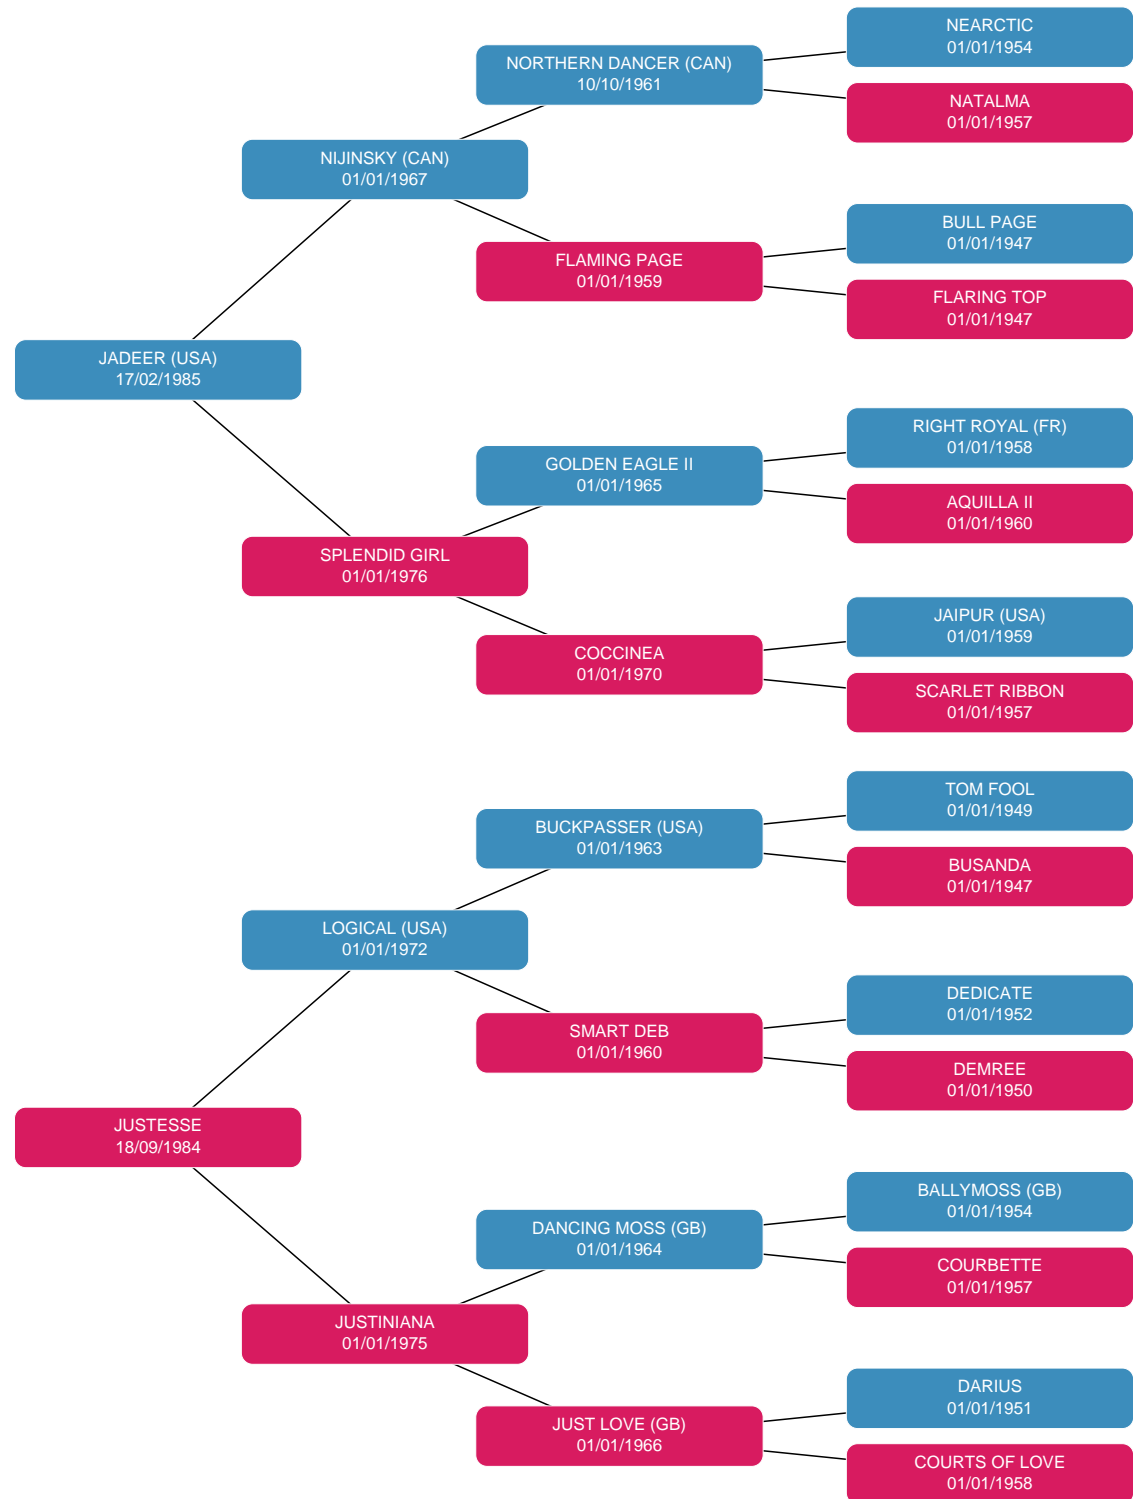 NEARCTIC
01/01/1954
NORTHERN DANCER (CAN)
10/10/1961
NATALMA
01/01/1957
NIJINSKY (CAN)
01/01/1967
BULL PAGE
01/01/1947
FLAMING PAGE
01/01/1959
FLARING TOP
01/01/1947
JADEER (USA)
17/02/1985
RIGHT ROYAL (FR)
01/01/1958
GOLDEN EAGLE II
01/01/1965
AQUILLA II
01/01/1960
SPLENDID GIRL
01/01/1976
JAIPUR (USA)
01/01/1959
COCCINEA
01/01/1970
SCARLET RIBBON
01/01/1957
TOM FOOL
01/01/1949
BUCKPASSER (USA)
01/01/1963
BUSANDA
01/01/1947
LOGICAL (USA)
01/01/1972
DEDICATE
01/01/1952
SMART DEB
01/01/1960
DEMREE
01/01/1950
JUSTESSE
18/09/1984
BALLYMOSS (GB)
01/01/1954
DANCING MOSS (GB)
01/01/1964
COURBETTE
01/01/1957
JUSTINIANA
01/01/1975
DARIUS
01/01/1951
JUST LOVE (GB)
01/01/1966
COURTS OF LOVE
01/01/1958